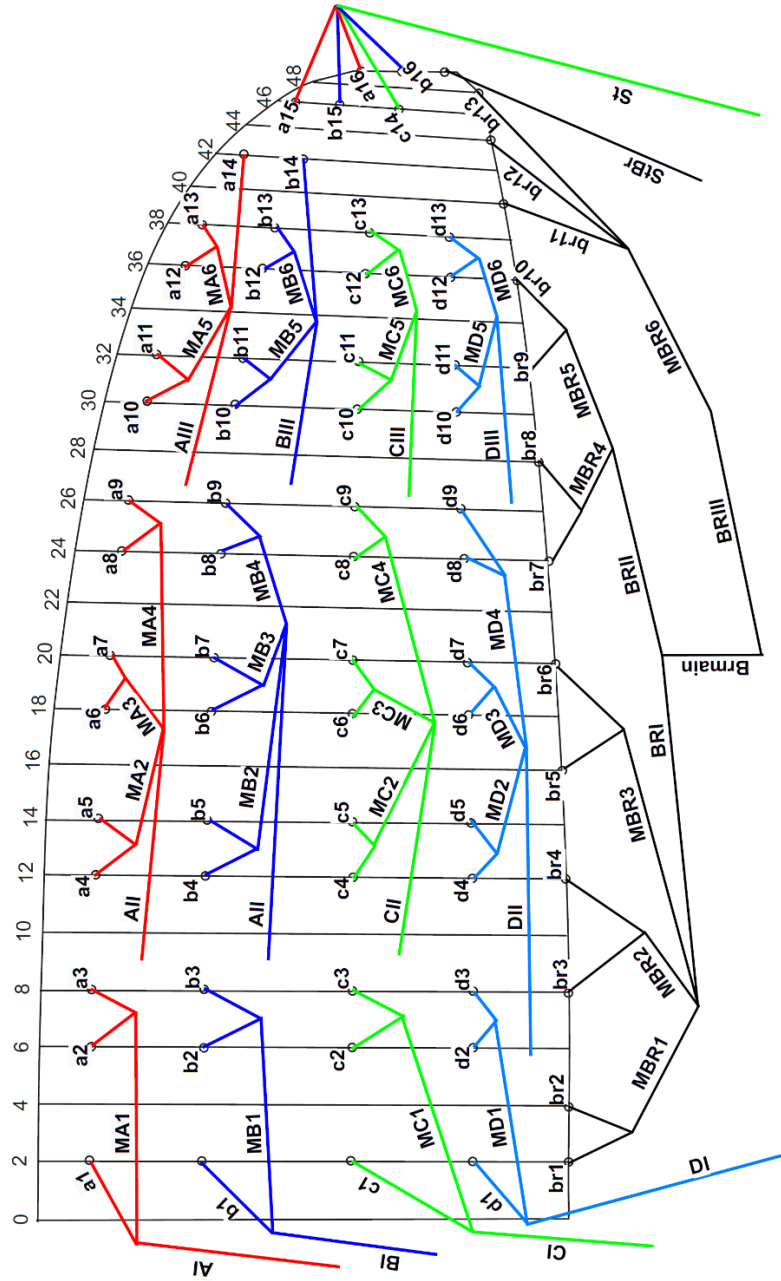 0 2 4 6 8 10 12 14 16 18 20 22 24 26 28 30 32 34 36 38 40 42 44 46 48
a1 a2 a3 a4 a5 a6 a7 a8 a9 a10 a11 a12 a13 a14 a15 a16
MA1 MA2 MA3 MA4 MA5 MA6
AI AII AIII
b1 b2 b3 b4 b5 b6 b7 b8 b9 b10 b11 b12 b13 b14 b15 b16
MB1 MB2 MB3 MB4 MB5 MB6
BI AII BIII
c1 c2 c3 c4 c5 c6 c7 c8 c9 c10 c11 c12 c13 c14
MC1 MC2 MC3 MC4 MC5 MC6
CI CII CIII
d1 d2 d3 d4 d5 d6 d7 d8 d9 d10 d11 d12 d13
MD1 MD2 MD3 MD4 MD5 MD6
DI DII DIII
br1 br2 br3 br4 br5 br6 br7 br8 br9 br10 br11 br12 br13
MBR1 MBR2 MBR3 MBR4 MBR5 MBR6
BRI BRII BRIII
Brmain
StBr
St